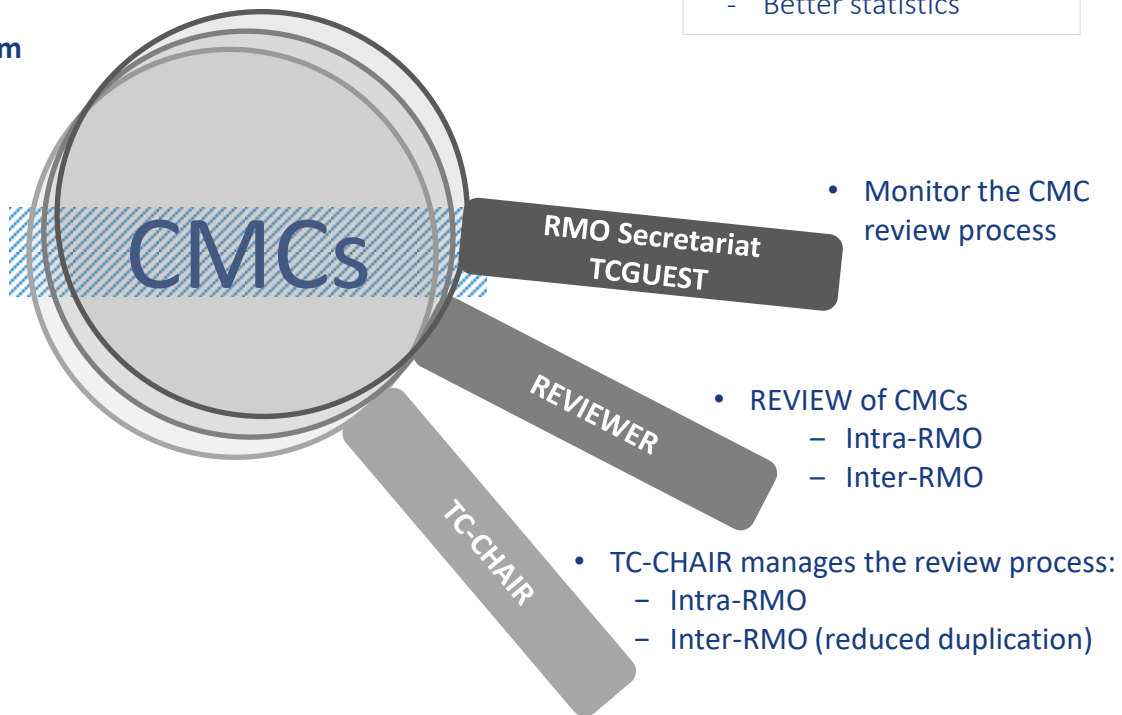 - Better statistics
m
CMCs
RMO Secretariat
TCGUEST
• Monitor the CMC
review process
REVIEWER
• REVIEW of CMCs
– Intra-RMO
– Inter-RMO
TC-CHAIR
• TC-CHAIR manages the review process:
– Intra-RMO
– Inter-RMO (reduced duplication)